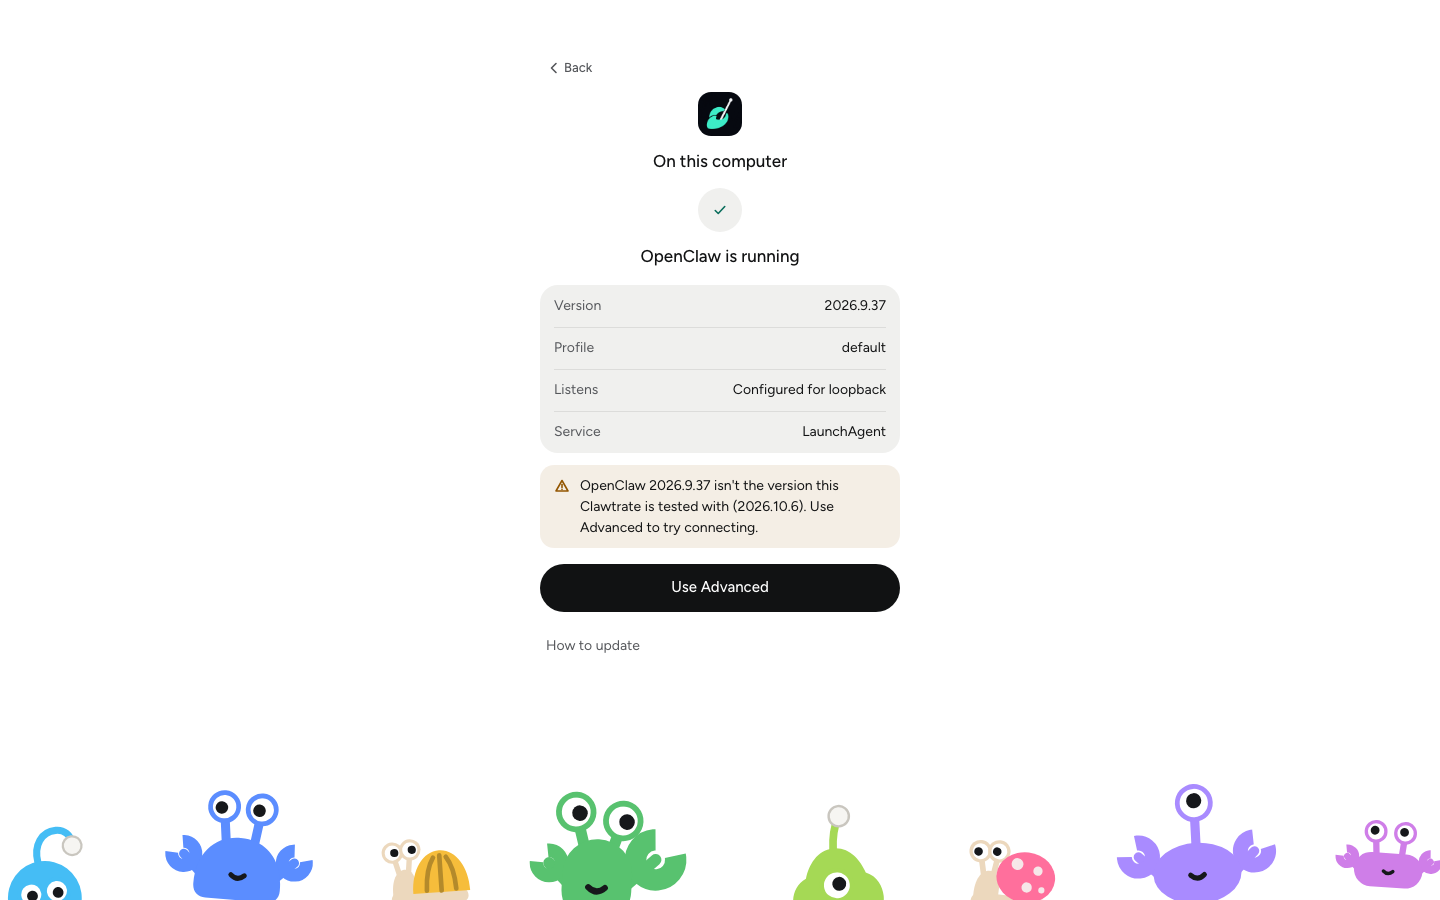 Back
On this computer
OpenClaw is running
Version 2026.9.37
Profile default
Listens Configured for loopback
Service LaunchAgent
OpenClaw 2026.9.37 isn't the version this
Clawtrate is tested with (2026.10.6). Use
Advanced to try connecting.
Use Advanced
How to update